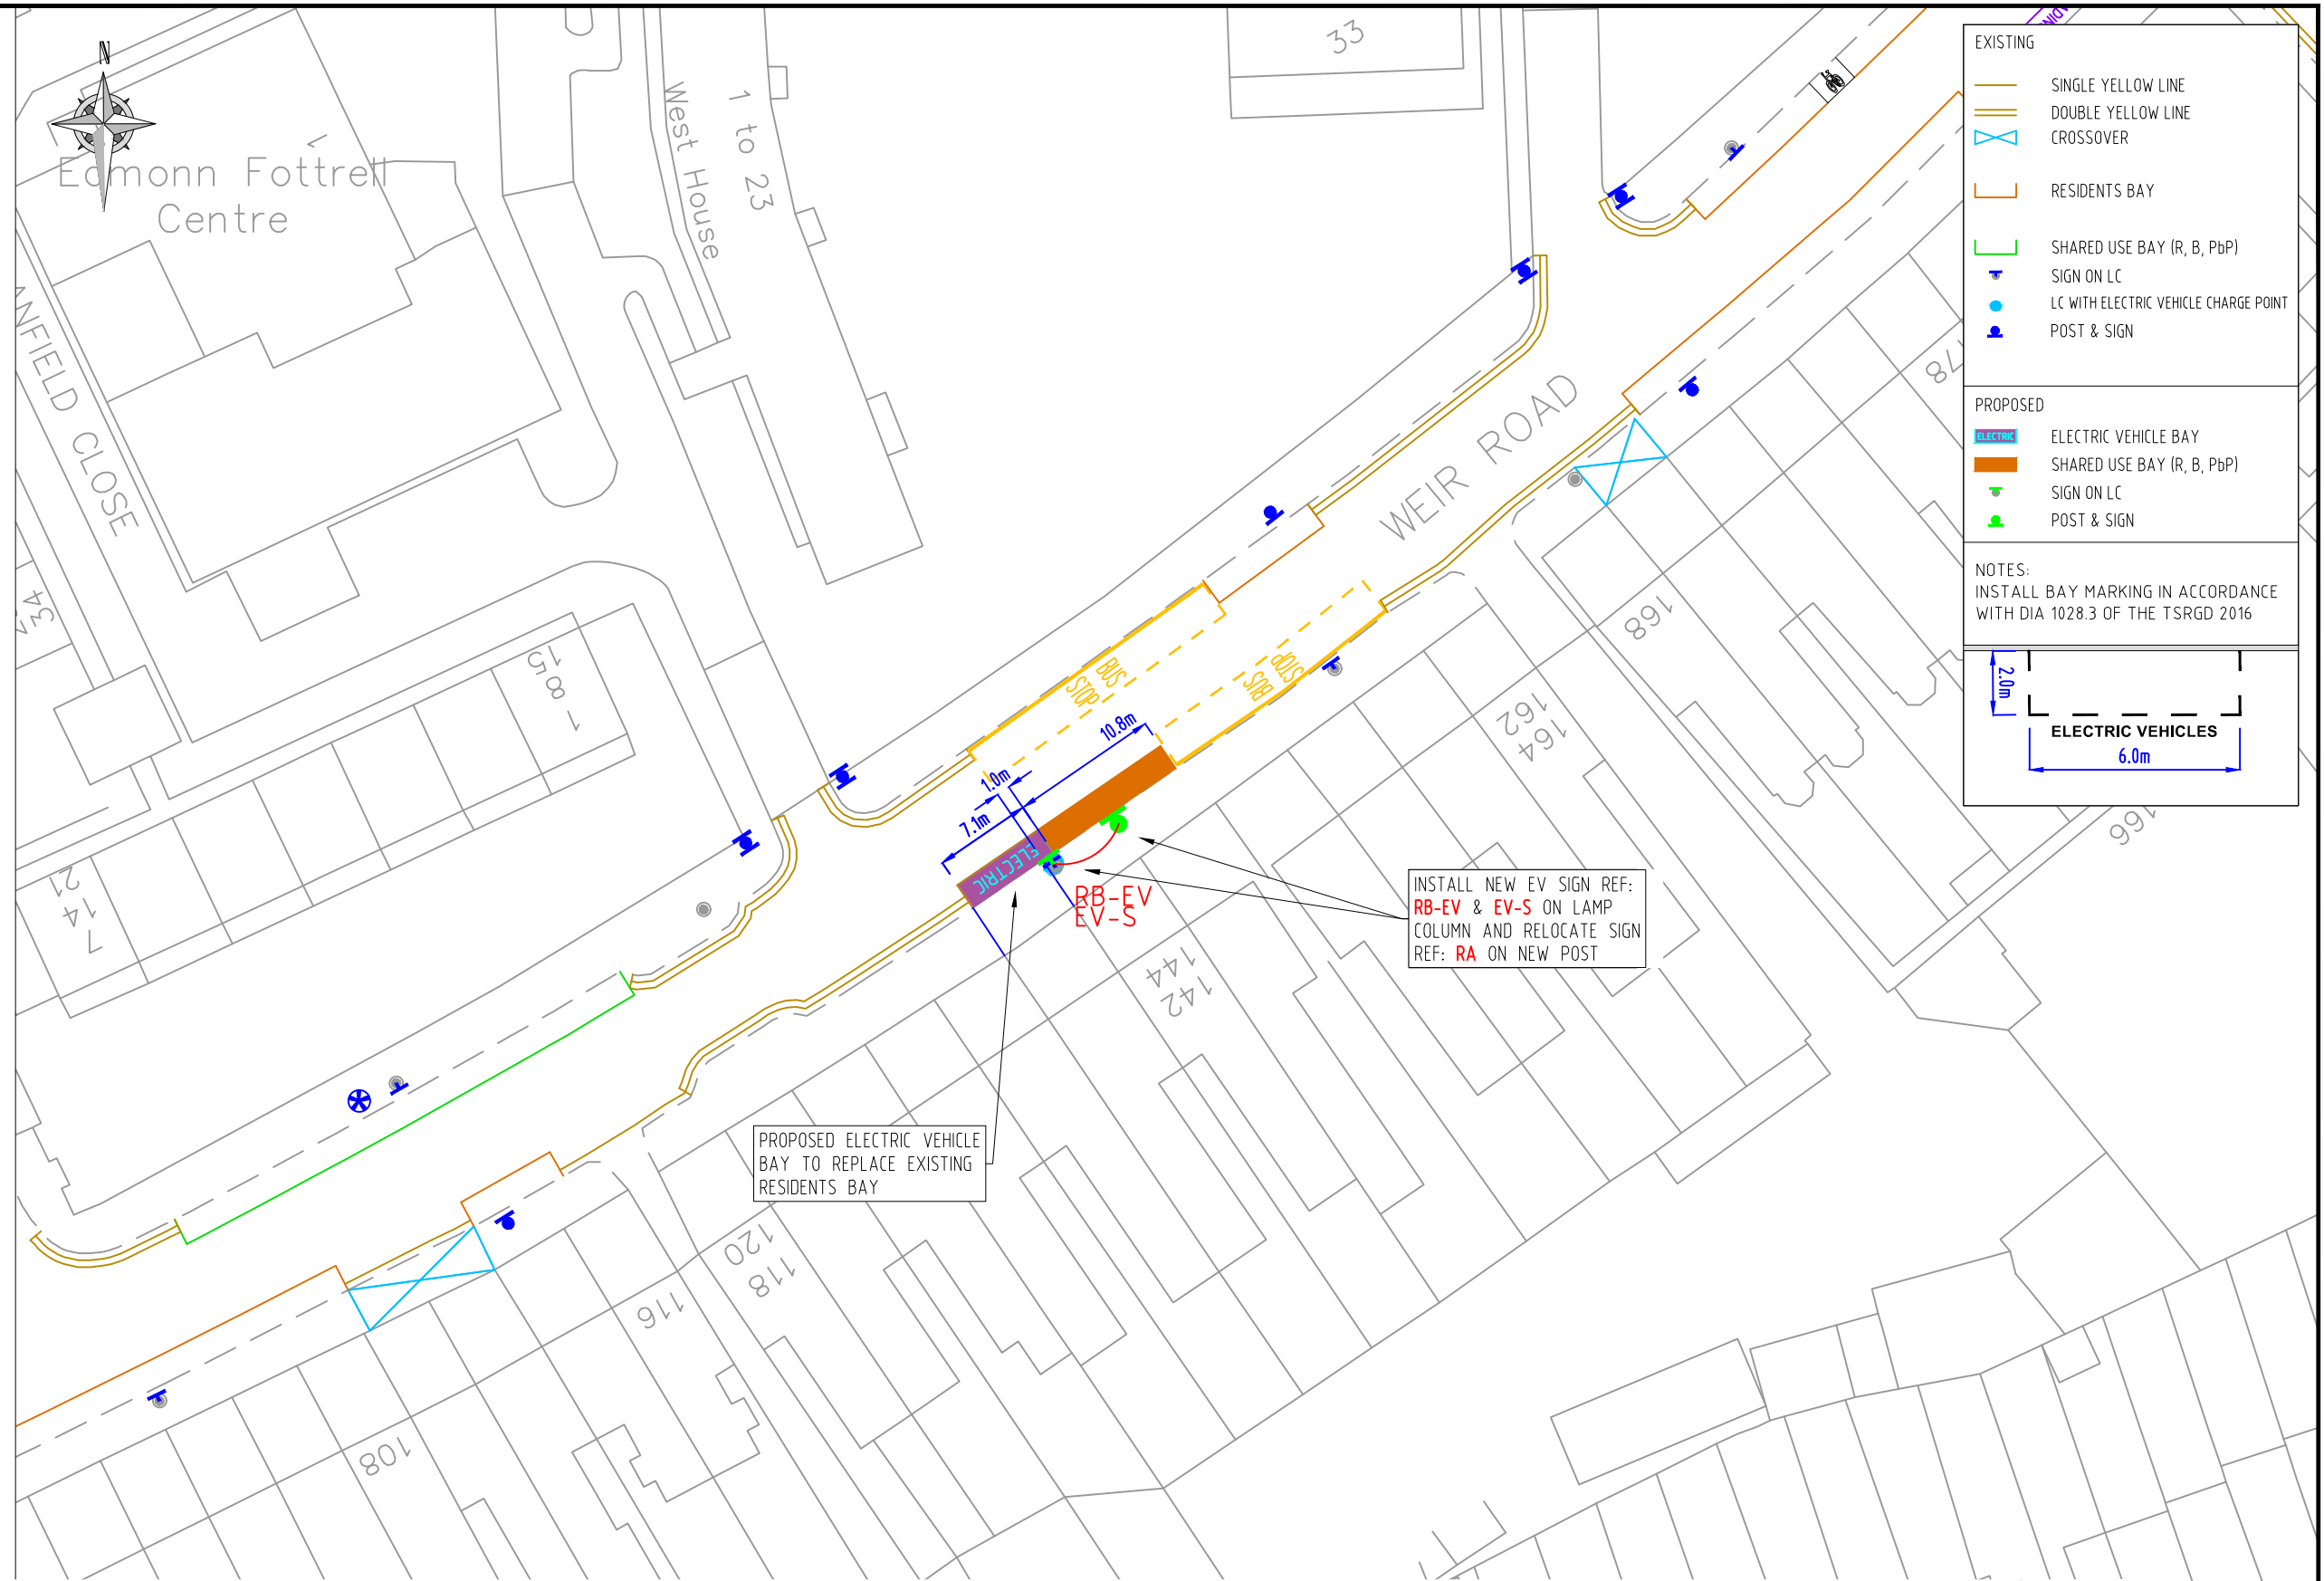 N
Edmonn Fottrell
Centre
1
NFIELD CLOSE
34
West House
1 to 23
33
WEIR ROAD
178
168
166
164
162
144
142
120
118
116
108
15
8
1
21
14
7
BUS
STOP
BUS
STOP
10.8m
1.0m
7.1m
ELECTRIC
RB-EV
EV-S
INSTALL NEW EV SIGN REF:
RB-EV & EV-S ON LAMP
COLUMN AND RELOCATE SIGN
REF: RA ON NEW POST
PROPOSED ELECTRIC VEHICLE
BAY TO REPLACE EXISTING
RESIDENTS BAY
EXISTING
SINGLE YELLOW LINE
DOUBLE YELLOW LINE
CROSSOVER
RESIDENTS BAY
SHARED USE BAY (R, B, PbP)
SIGN ON LC
LC WITH ELECTRIC VEHICLE CHARGE POINT
POST & SIGN
PROPOSED
ELECTRIC
ELECTRIC VEHICLE BAY
SHARED USE BAY (R, B, PbP)
SIGN ON LC
POST & SIGN
NOTES:
INSTALL BAY MARKING IN ACCORDANCE
WITH DIA 1028.3 OF THE TSRGD 2016
2.0m
ELECTRIC VEHICLES
6.0m